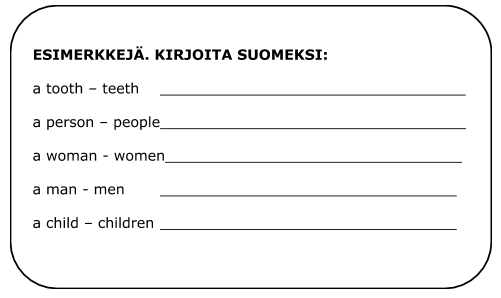 ESIMERKKEJÄ. KIRJOITA SUOMEKSI:
a tooth – teeth
a person – people
a woman - women
a man - men
a child – children